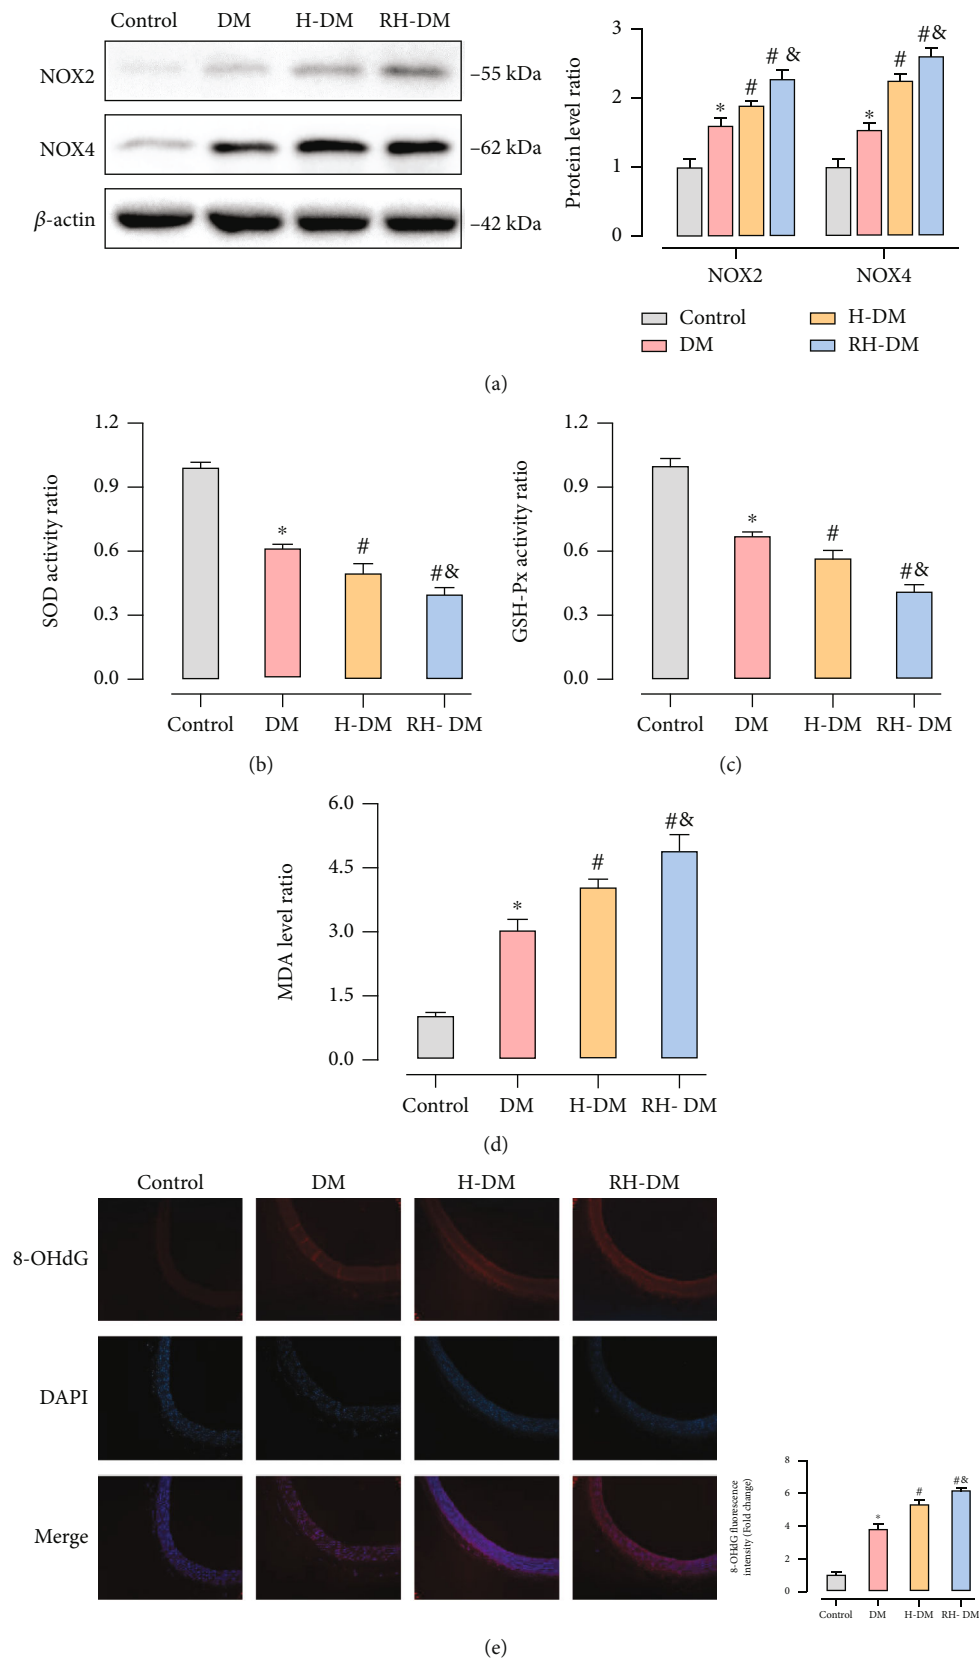 Control DM H-DM RH-DM
NOX2
–55 kDa
NOX4
–62 kDa
β-actin
–42 kDa
Protein level ratio
3
2
1
0
* # # & * # #&
NOX2 NOX4
Control H-DM
DM RH-DM
(a)
SOD activity ratio
1.2
0.9
0.6
0.3
0.0
* # #&
Control DM H-DM RH- DM
(b)
GSH-Px activity ratio
1.2
0.9
0.6
0.3
0.0
* # #&
Control DM H-DM RH- DM
(c)
MDA level ratio
6.0
4.5
3.0
1.5
0.0
* # #&
Control DM H-DM RH- DM
(d)
Control DM H-DM RH-DM
8-OHdG
DAPI
Merge
8-OHdG fluorescence
intensity (Fold change)
8
6
4
2
0
* # #&
Control DM H-DM RH- DM
(e)